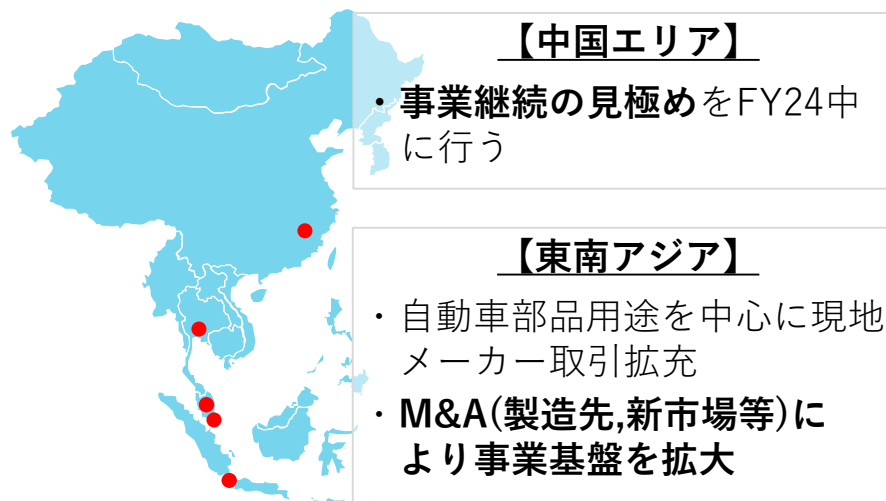 【中国エリア】
・事業継続の見極めをFY24中
に行う
【東南アジア】
・自動車部品用途を中心に現地
メーカー取引拡充
・M&A(製造先,新市場等)に
より事業基盤を拡大